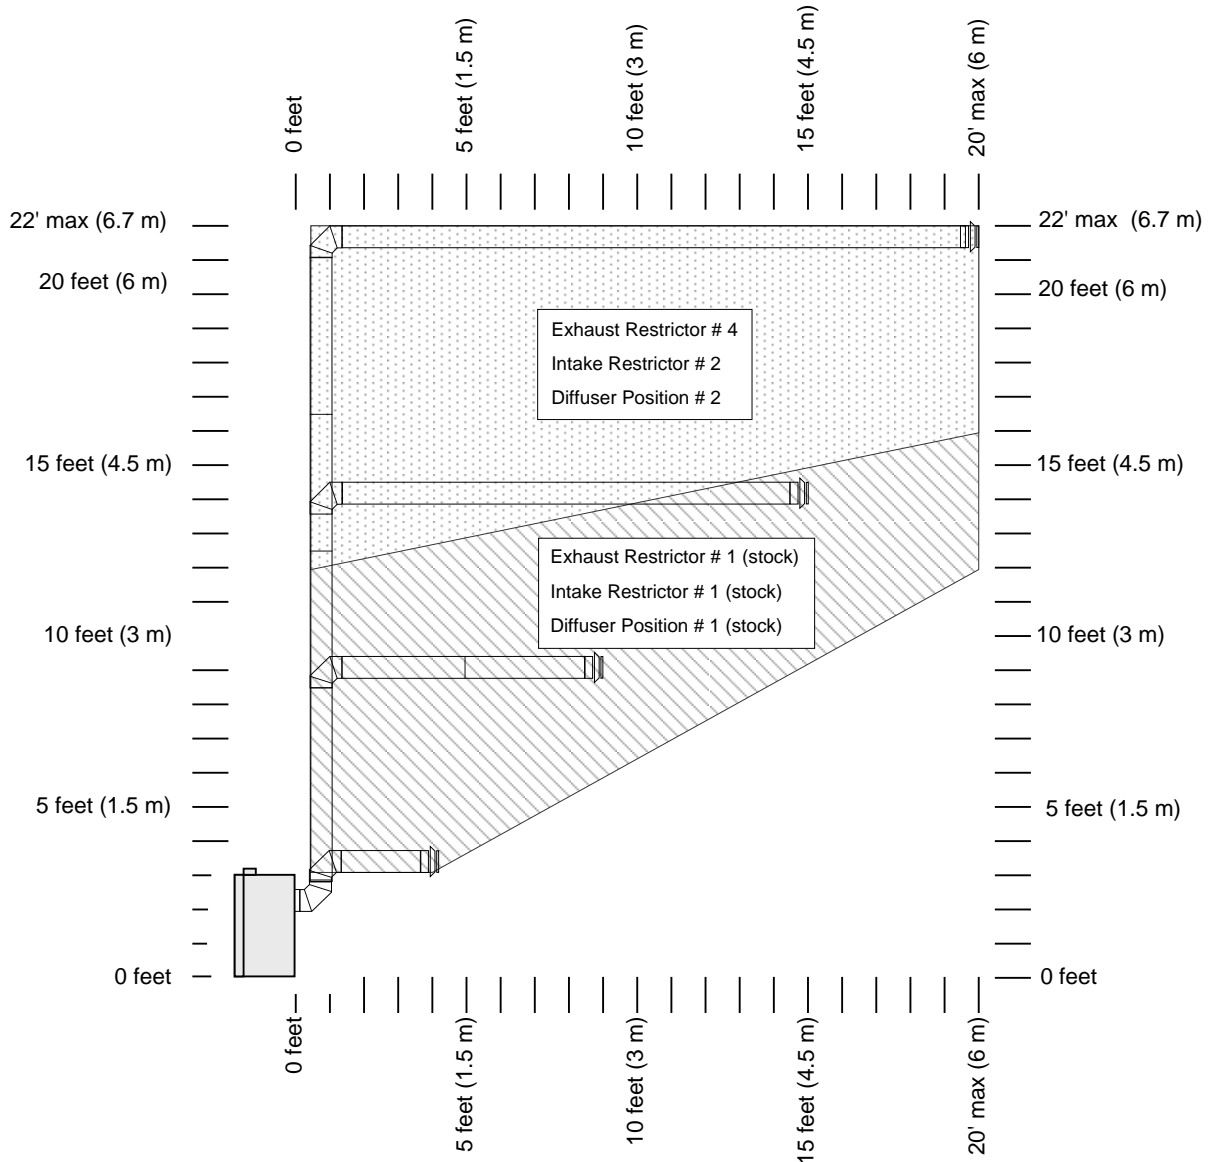 0 feet
5 feet (1.5 m)
10 feet (3 m)
15 feet (4.5 m)
20' max (6 m)
22' max (6.7 m)
20 feet (6 m)
15 feet (4.5 m)
10 feet (3 m)
5 feet (1.5 m)
0 feet
Exhaust Restrictor # 4
Intake Restrictor # 2
Diffuser Position # 2
Exhaust Restrictor # 1 (stock)
Intake Restrictor # 1 (stock)
Diffuser Position # 1 (stock)
22' max (6.7 m)
20 feet (6 m)
15 feet (4.5 m)
10 feet (3 m)
5 feet (1.5 m)
0 feet
0 feet
5 feet (1.5 m)
10 feet (3 m)
15 feet (4.5 m)
20' max (6 m)